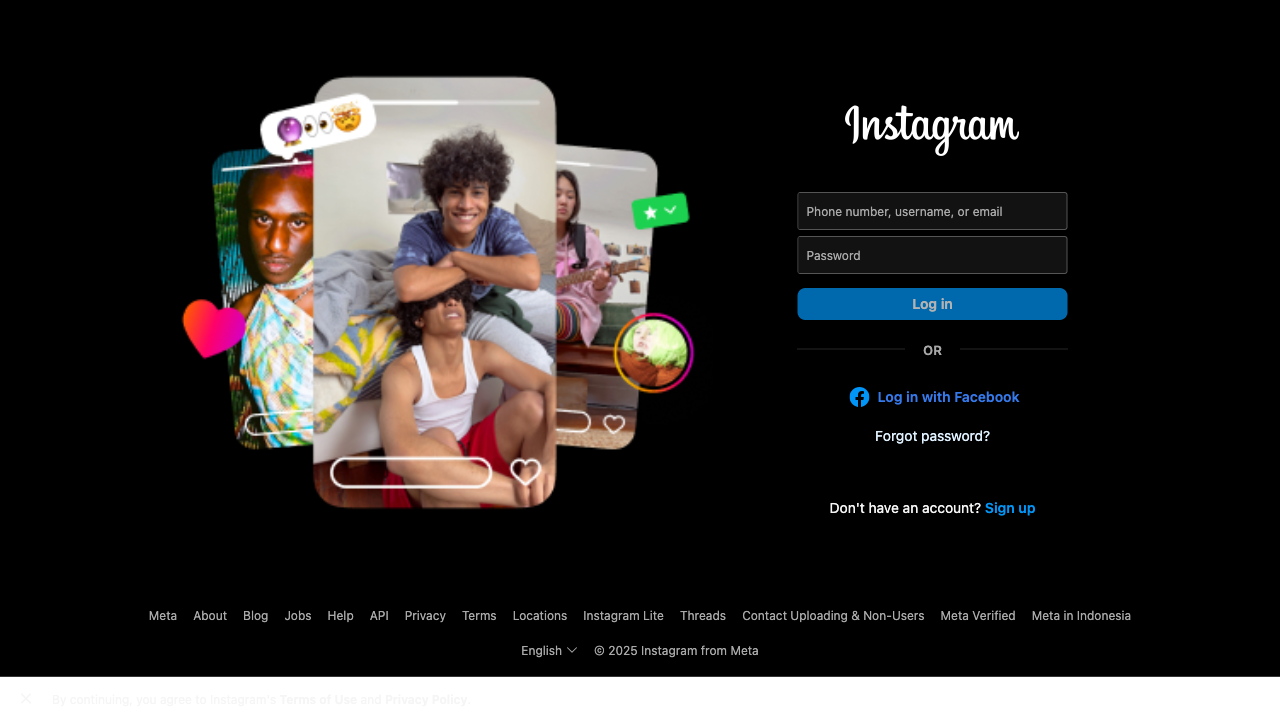 Instagram
Phone number, username, or email
Password
Log in
OR
Log in with Facebook
Forgot password?
Don't have an account? Sign up
Meta About Blog Jobs Help API Privacy Terms Locations Instagram Lite Threads Contact Uploading & Non-Users Meta Verified Meta in Indonesia
English © 2025 Instagram from Meta
By continuing, you agree to Instagram's Terms of Use and Privacy Policy.